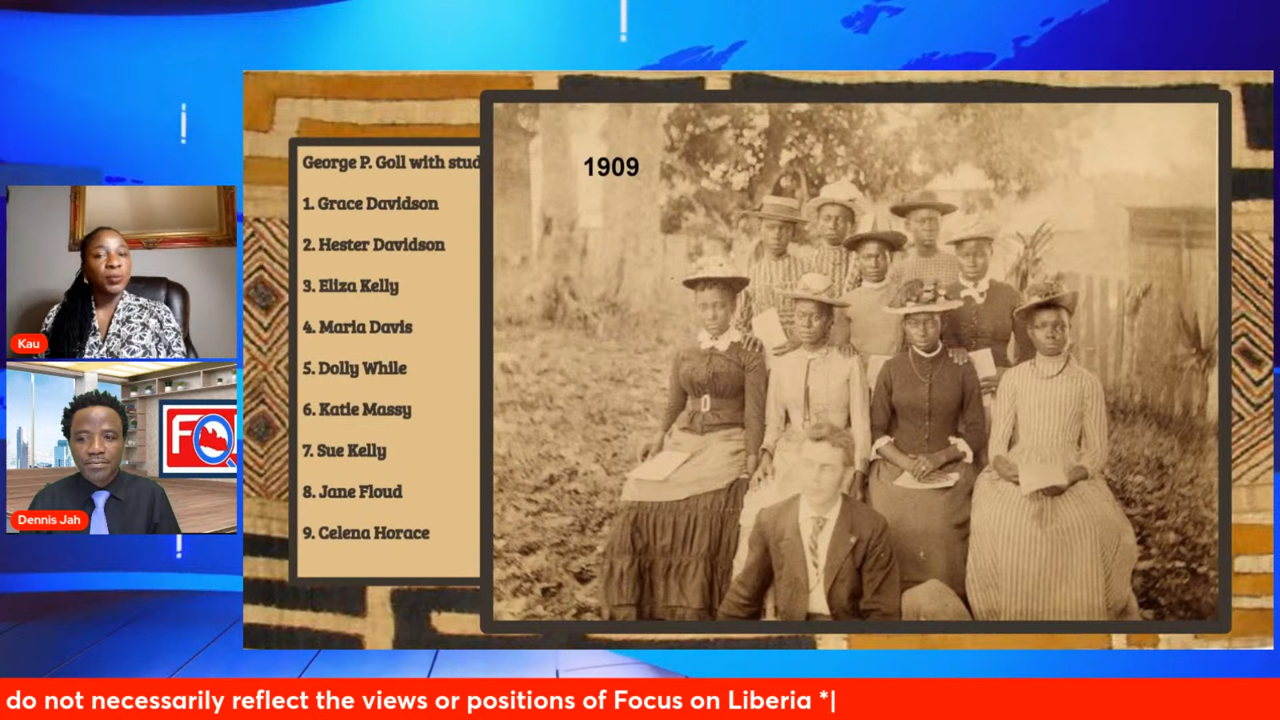 George P. Goll with stud
1. Grace Davidson
2. Hester Davidson
3. Eliza Kelly
4. Maria Davis
5. Dolly While
6. Katie Massy
7. Sue Kelly
8. Jane Floud
9. Celena Horace
1909
Kau
Dennis Jah
do not necessarily reflect the views or positions of Focus on Liberia *|